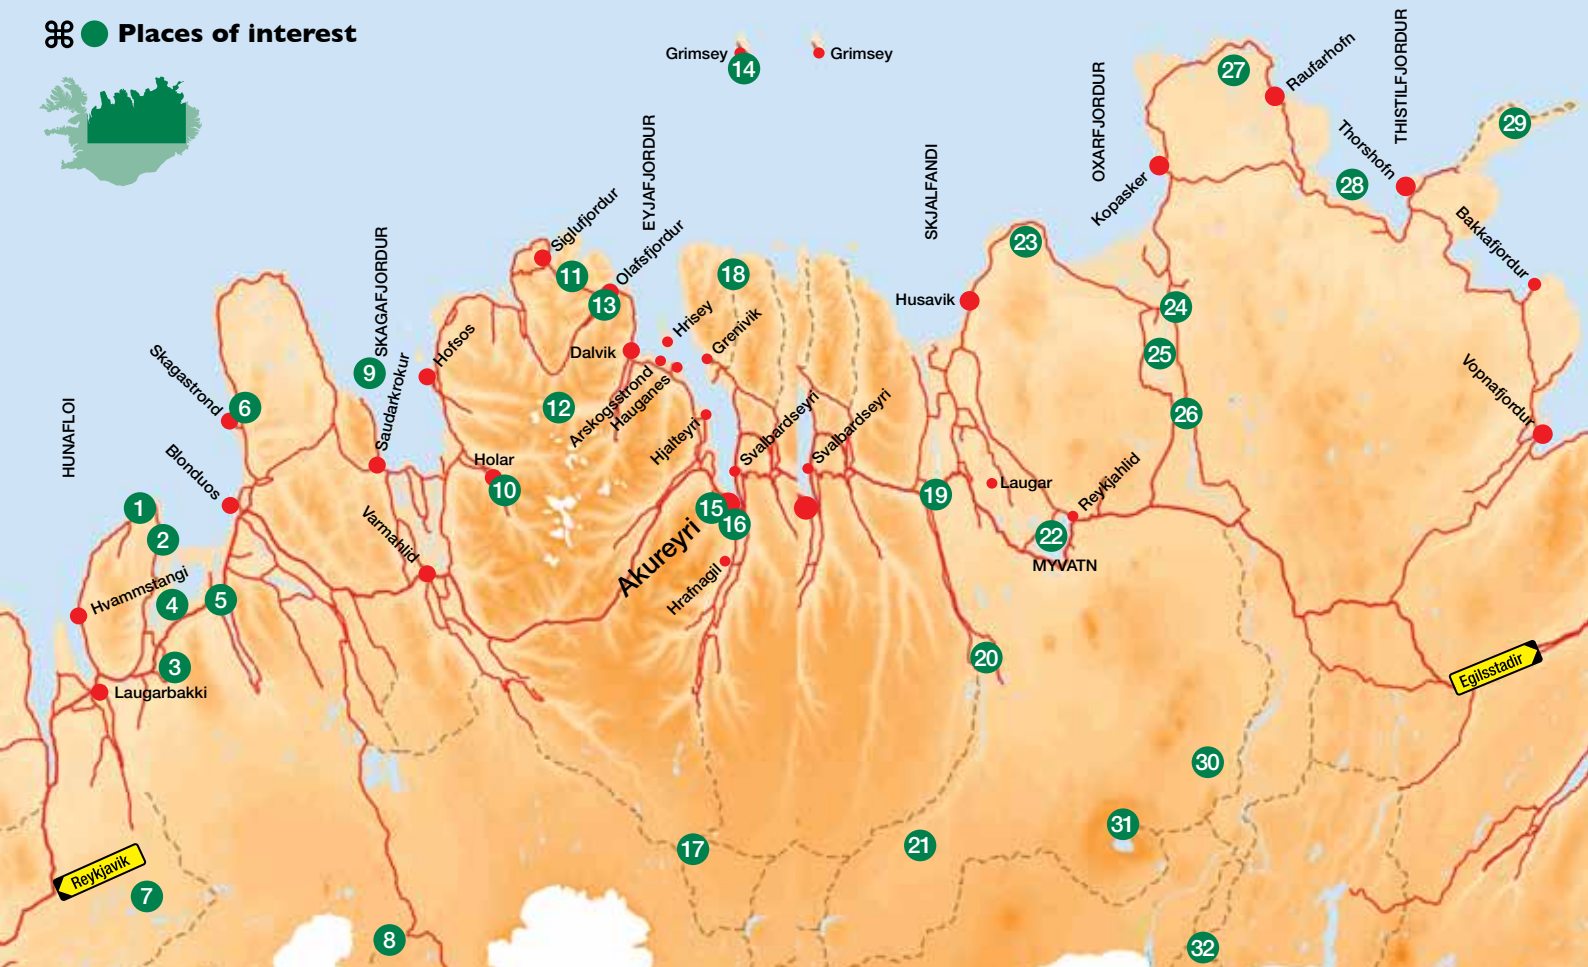 ⌘ Places of interest
Grimsey
14
Grimsey
27
Raufarhofn
THISTILFJORDUR
OXARFJORDUR
29
EYJAFJORDUR
SKJALFANDI
Thorshofn
28
Kopasker
Siglufjordur
11
Olafsfjordur
13
18
23
Bakkafjordur
SKAGAFJORDUR
Husavik
24
Hrisey
Grenivik
Dalvik
25
Hofsos
9
Skagastrond
6
Saudarkrokur
12
Arskogsstrond
Hauganes
Hjalteyri
Svalbardseyri
Svalbardseyri
26
Vopnafjordur
HUNAFLOI
Blonduos
Holar
10
Laugar
19
Reykjahlid
1
2
Varmahlid
15
16
Akureyri
22
MYVATN
Hrafnagil
Hvammstangi
4
5
3
Laugarbakki
20
Egilsstadir
30
31
17
21
Reykjavik
7
8
32